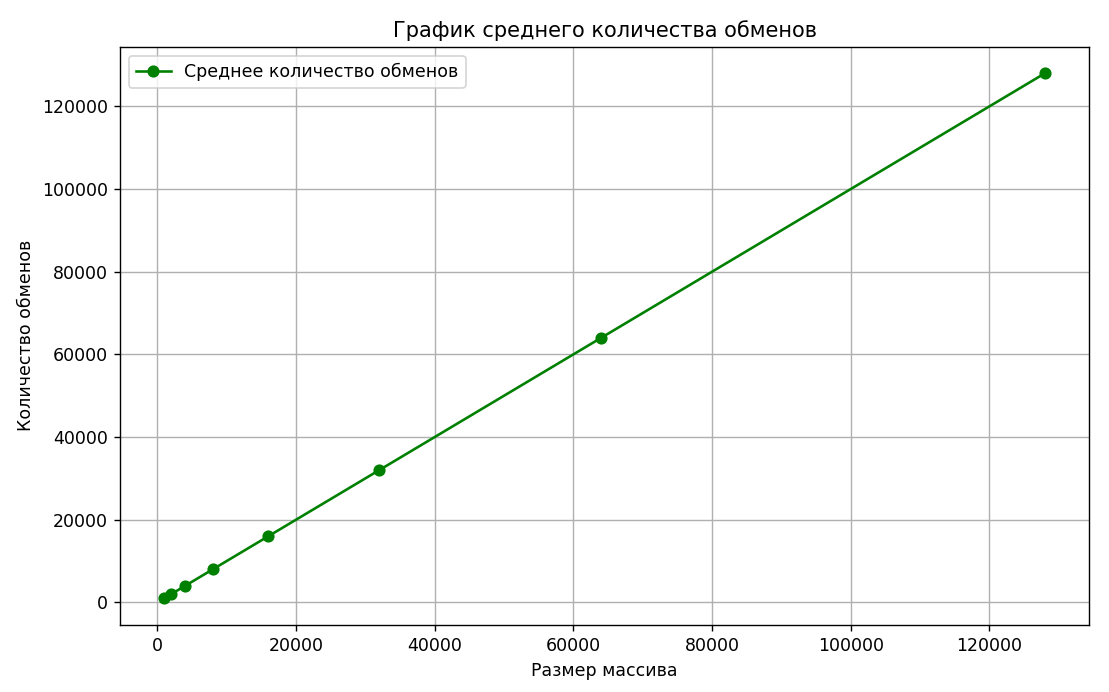 График среднего количества обменов
Среднее количество обменов
Количество обменов
120000
100000
80000
60000
40000
20000
0
0 20000 40000 60000 80000 100000 120000
Размер массива